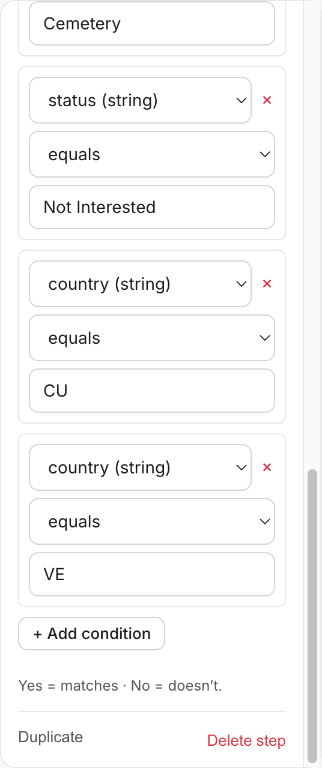 Cemetery
status (string)
×
equals
Not Interested
country (string)
×
equals
CU
country (string)
×
equals
VE
+ Add condition
Yes = matches · No = doesn’t.
Duplicate
Delete step